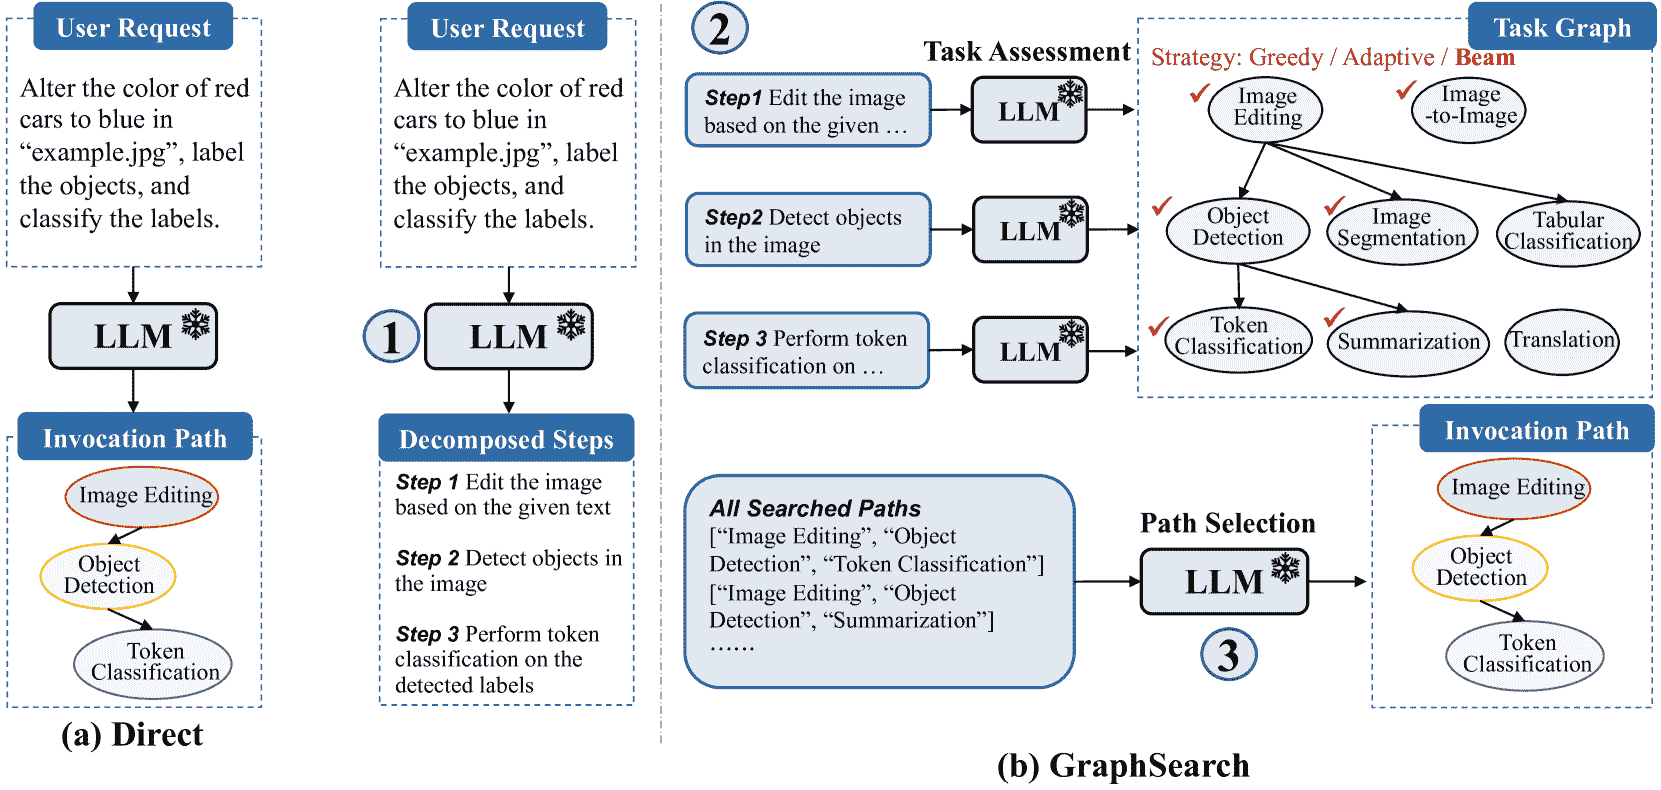 User Request
Alter the color of red
cars to blue in
“example.jpg”, label
the objects, and
classify the labels.
LLM
Invocation Path
Image Editing
Object
Detection
Token
Classification
(a) Direct
User Request
Alter the color of red
cars to blue in
“example.jpg”, label
the objects, and
classify the labels.
1
LLM
Decomposed Steps
Step 1 Edit the image
based on the given text
Step 2 Detect objects in
the image
Step 3 Perform token
classification on the
detected labels
2
Task Assessment
Step1 Edit the image
based on the given …
LLM
Step2 Detect objects
in the image
LLM
Step 3 Perform token
classification on …
LLM
Task Graph
Strategy: Greedy / Adaptive / Beam
Image
Editing
Image
-to-Image
Object
Detection
Image
Segmentation
Tabular
Classification
Token
Classification
Summarization
Translation
All Searched Paths
[“Image Editing”, “Object
Detection”, “Token Classification”]
[“Image Editing”, “Object
Detection”, “Summarization”]
……
Path Selection
LLM
3
Invocation Path
Image Editing
Object
Detection
Token
Classification
(b) GraphSearch